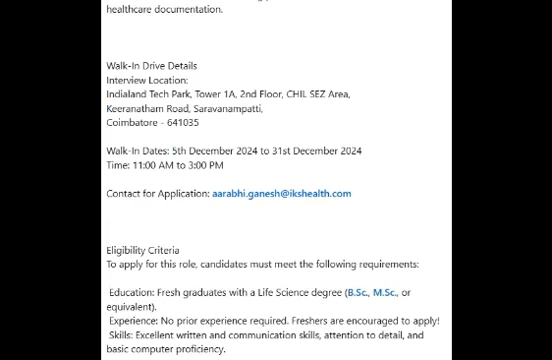 healthcare documentation.
Walk-In Drive Details
Interview Location:
Indialand Tech Park, Tower 1A, 2nd Floor, CHIL SEZ Area,
Keeranatham Road, Saravanampatti,
Coimbatore - 641035
Walk-In Dates: 5th December 2024 to 31st December 2024
Time: 11:00 AM to 3:00 PM
Contact for Application: aarabhi.ganesh@ikshealth.com
Eligibility Criteria
To apply for this role, candidates must meet the following requirements:
Education: Fresh graduates with a Life Science degree (B.Sc., M.Sc., or
equivalent).
Experience: No prior experience required. Freshers are encouraged to apply!
Skills: Excellent written and communication skills, attention to detail, and
basic computer proficiency.